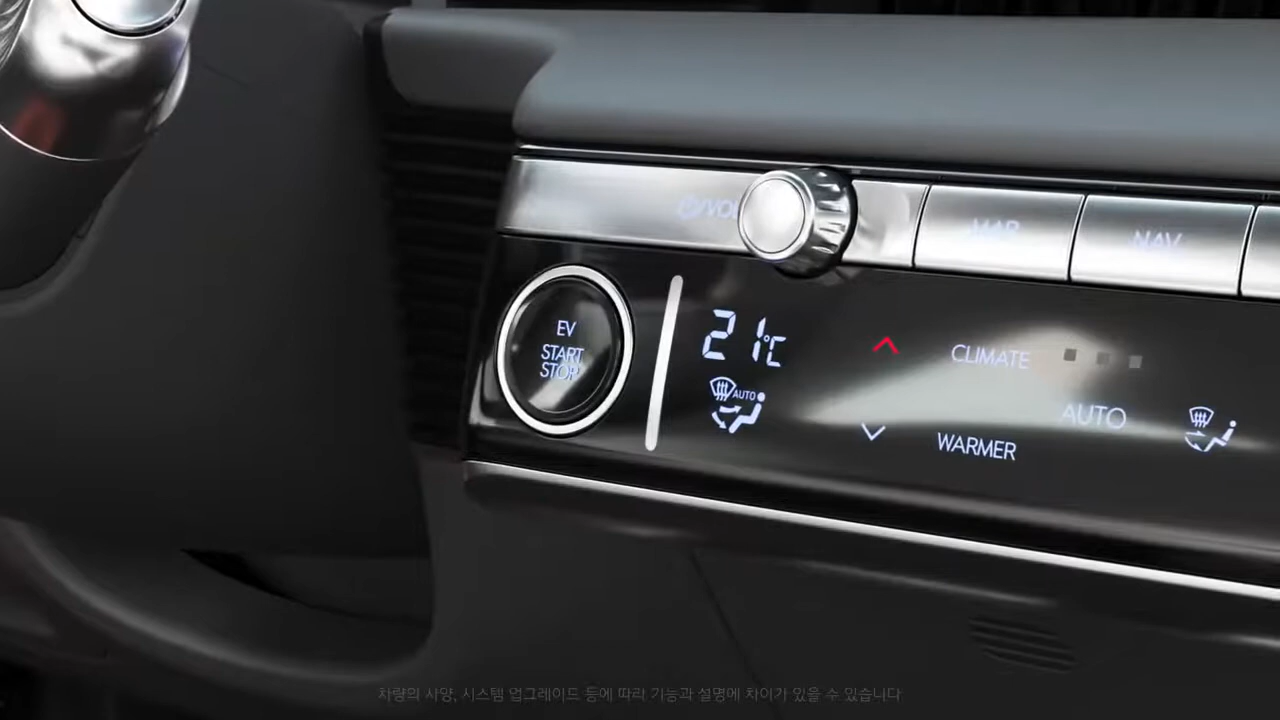 VOL
MAP
NAV
EV
START
STOP
21℃
AUTO
CLIMATE
WARMER
AUTO
차량의 사양, 시스템 업그레이드 등에 따라 기능과 설명에 차이가 있을 수 있습니다